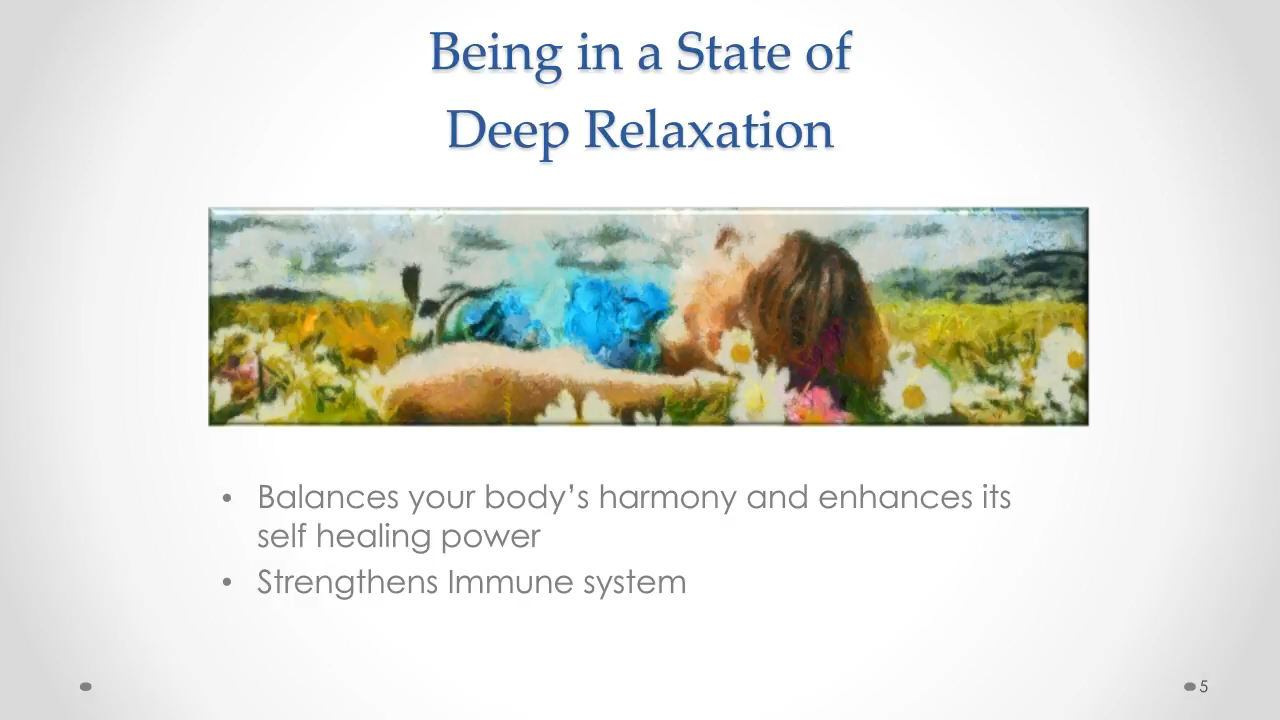 Being in a State of
Deep Relaxation
• Balances your body’s harmony and enhances its
self healing power
• Strengthens Immune system
5